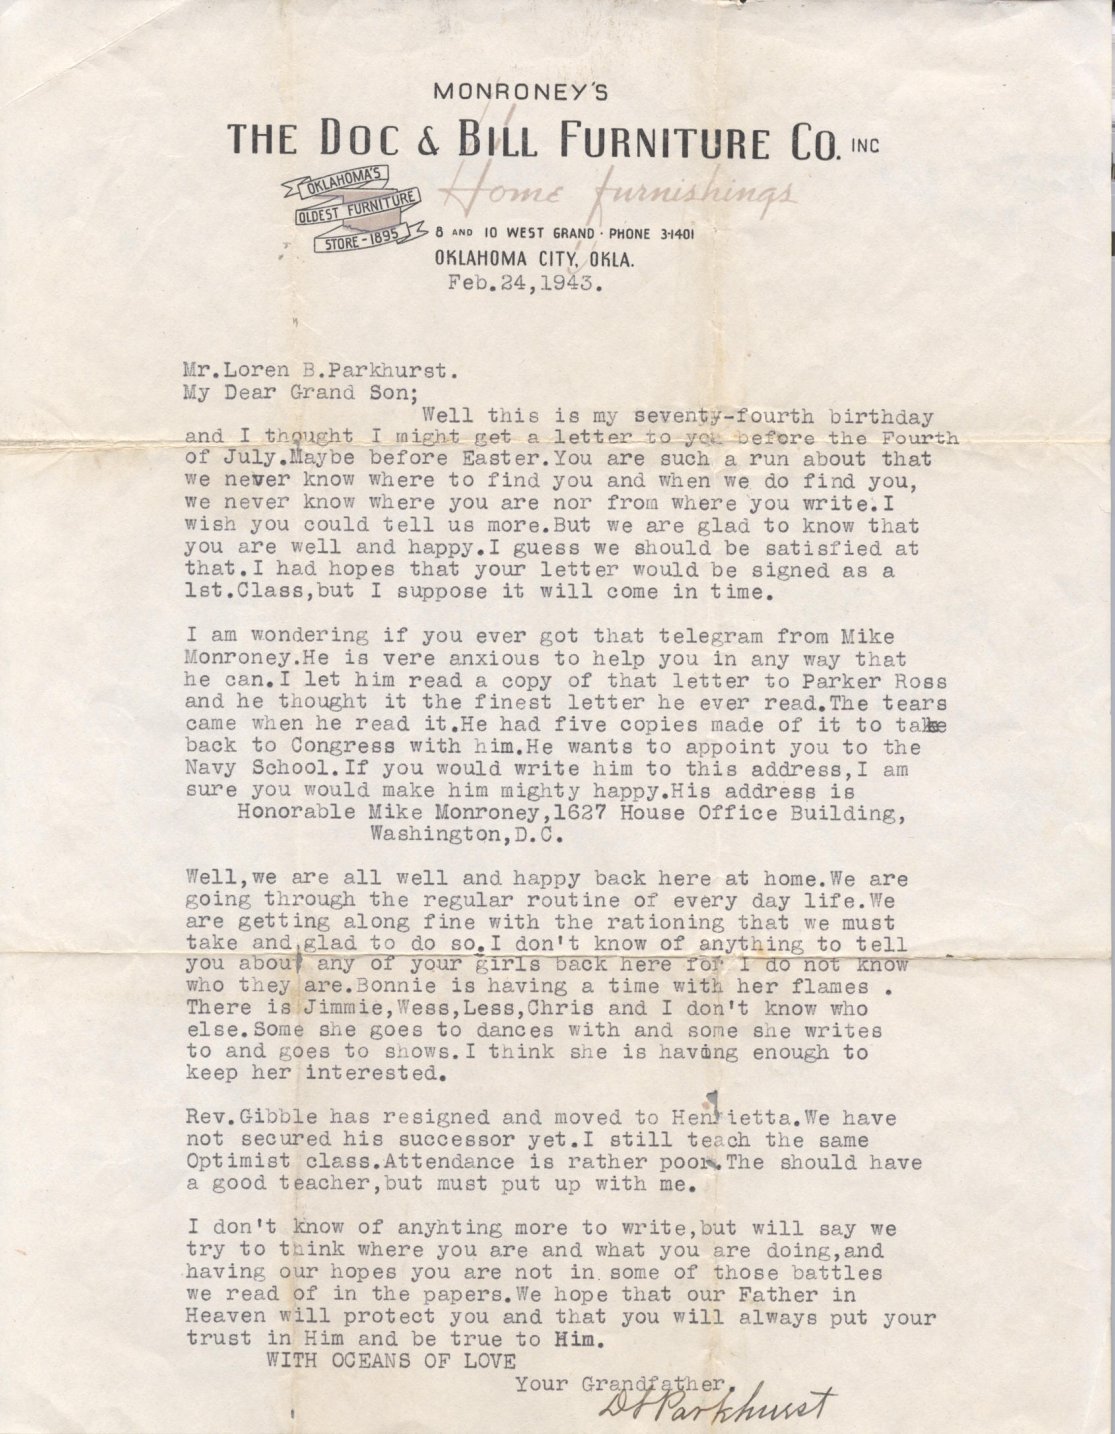 MONRONEY'S
THE DOC & BILL FURNITURE CO. INC
Home furnishings
OKLAHOMA'S
OLDEST FURNITURE
STORE-1895
8 AND 10 WEST GRAND · PHONE 3-1401
OKLAHOMA CITY, OKLA.
Feb.24,1943.
Mr.Loren B.Parkhurst.
My Dear Grand Son;
Well this is my seventy-fourth birthday
and I thought I might get a letter to you before the Fourth
of July.Maybe before Easter.You are such a run about that
we never know where to find you and when we do find you,
we never know where you are nor from where you write.I
wish you could tell us more.But we are glad to know that
you are well and happy.I guess we should be satisfied at
that.I had hopes that your letter would be signed as a
1st.Class,but I suppose it will come in time.
I am wondering if you ever got that telegram from Mike
Monroney.He is vere anxious to help you in any way that
he can.I let him read a copy of that letter to Parker Ross
and he thought it the finest letter he ever read.The tears
came when he read it.He had five copies made of it to take
back to Congress with him.He wants to appoint you to the
Navy School.If you would write him to this address,I am
sure you would make him mighty happy.His address is
Honorable Mike Monroney,1627 House Office Building,
Washington,D.C.
Well,we are all well and happy back here at home.We are
going through the regular routine of every day life.We
are getting along fine with the rationing that we must
take and glad to do so.I don't know of anything to tell
you about any of your girls back here for I do not know
who they are.Bonnie is having a time with her flames .
There is Jimmie,Wess,Less,Chris and I don't know who
else.Some she goes to dances with and some she writes
to and goes to shows.I think she is having enough to
keep her interested.
Rev.Gibble has resigned and moved to Henrietta.We have
not secured his successor yet.I still teach the same
Optimist class.Attendance is rather poor.The should have
a good teacher,but must put up with me.
I don't know of anyhting more to write,but will say we
try to think where you are and what you are doing,and
having our hopes you are not in some of those battles
we read of in the papers.We hope that our Father in
Heaven will protect you and that you will always put your
trust in Him and be true to Him.
WITH OCEANS OF LOVE
Your Grandfather.
D S Parkhurst